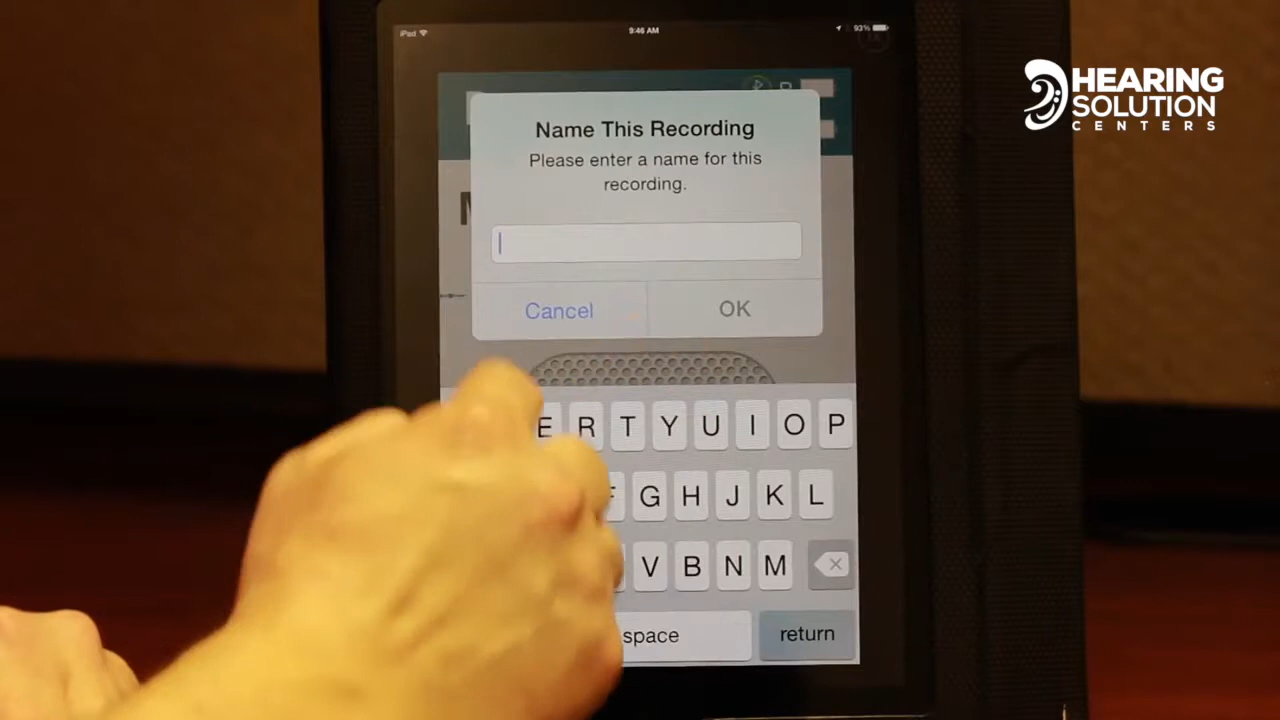 iPad
9:46 AM
93%
HEARING
SOLUTION
CENTERS
Name This Recording
Please enter a name for this
recording.
Cancel
OK
E R T Y U I O P
F G H J K L
V B N M
space
return